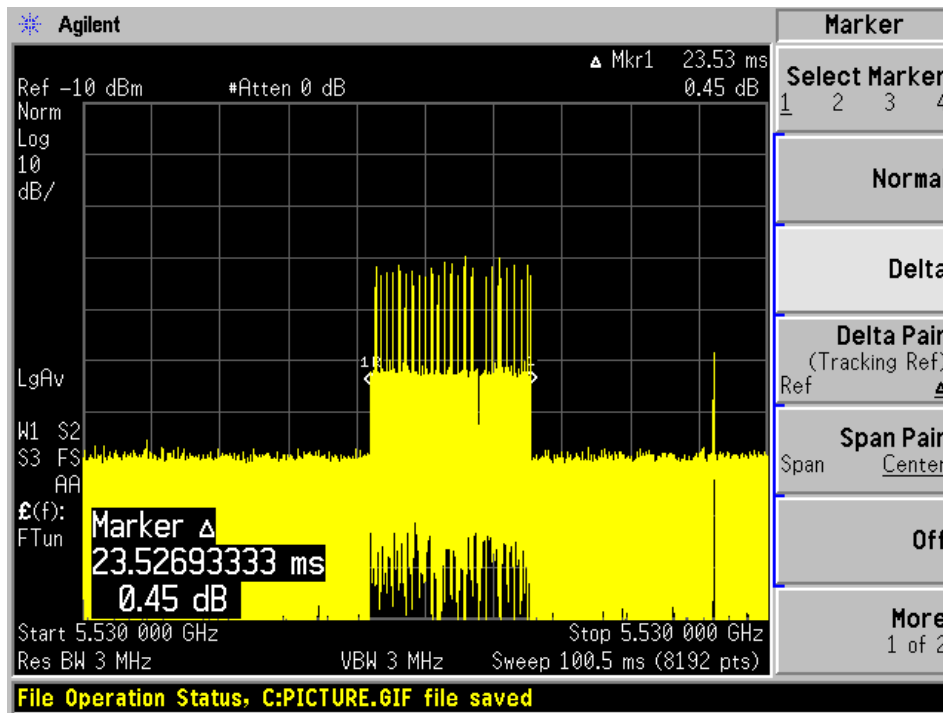 Agilent
Marker
Δ Mkr1 23.53 ms
Ref -10 dBm #Atten 0 dB 0.45 dB
Norm
Log
10
dB/
LgAv
W1 S2
S3 FS
AA
£(f):
FTun
1R
1
Marker Δ
23.52693333 ms
0.45 dB
Start 5.530 000 GHz Stop 5.530 000 GHz
Res BW 3 MHz VBW 3 MHz Sweep 100.5 ms (8192 pts)
File Operation Status, C:PICTURE.GIF file saved
Select Marker
1 2 3 4
Norma
Delta
Delta Pair
(Tracking Ref)
Ref Δ
Span Pair
Span Center
Off
More
1 of 2